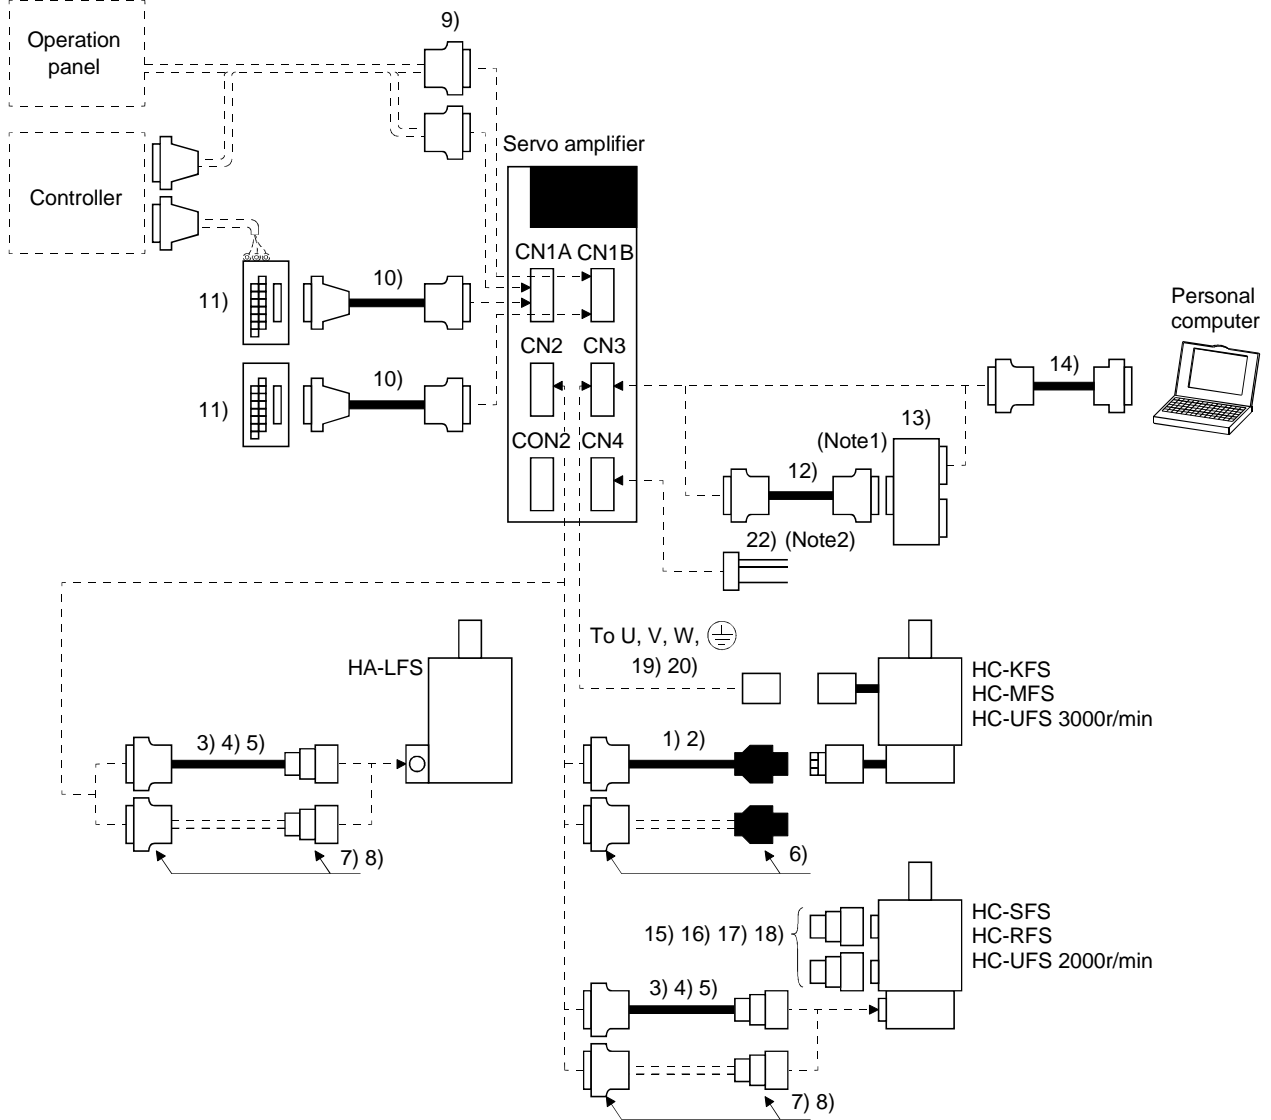 9)
Operation
panel
Servo amplifier
Controller
CN1A CN1B
10)
11)
Personal
computer
CN2 CN3
14)
10)
11)
13)
(Note1)
CON2 CN4
12)
22) (Note2)
To U, V, W,
HA-LFS
19) 20)
HC-KFS
HC-MFS
HC-UFS 3000r/min
3) 4) 5)
1) 2)
7) 8)
6)
HC-SFS
15) 16) 17) 18)
HC-RFS
HC-UFS 2000r/min
3) 4) 5)
7) 8)